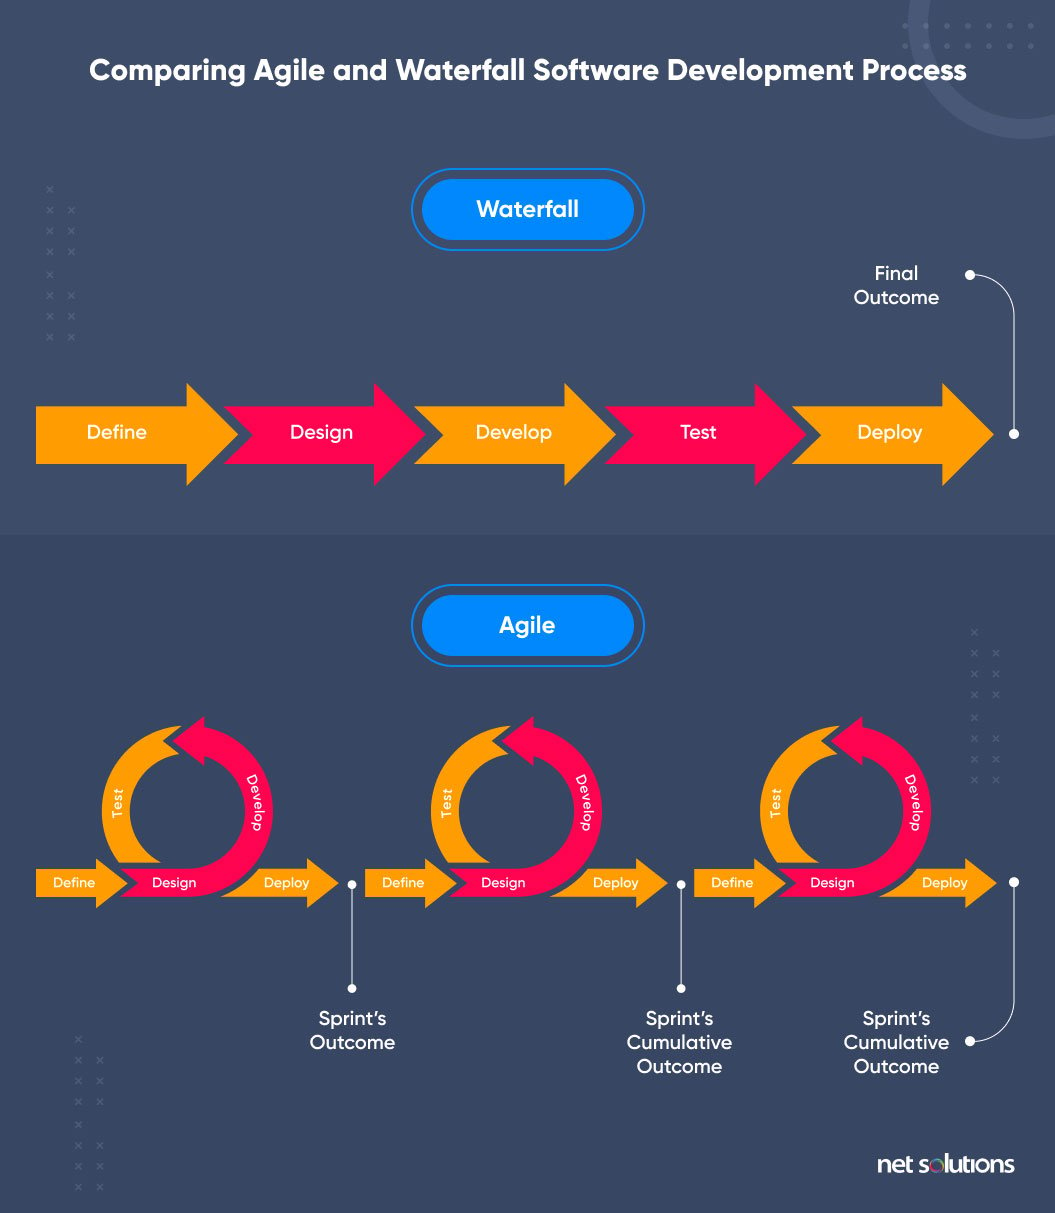 Comparing Agile and Waterfall Software Development Process
Waterfall
Final
Outcome
Define
Design
Develop
Test
Deploy
Agile
Test
Develop
Define
Design
Deploy
Test
Develop
Define
Design
Deploy
Test
Develop
Define
Design
Deploy
Sprint's
Outcome
Sprint's
Cumulative
Outcome
Sprint's
Cumulative
Outcome
net solutions